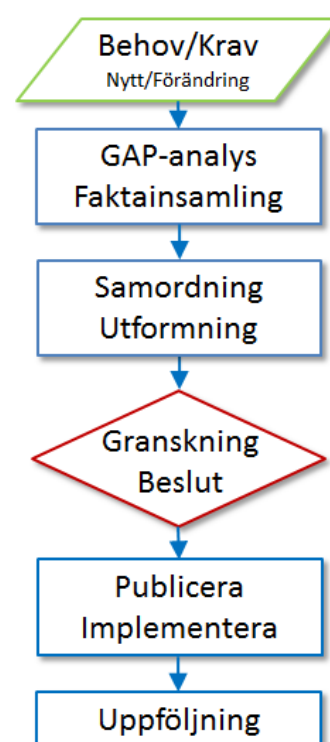 Behov/Krav
Nytt/Förändring
GAP-analys
Faktainsamling
Samordning
Utformning
Granskning
Beslut
Publicera
Implementera
Uppföljning